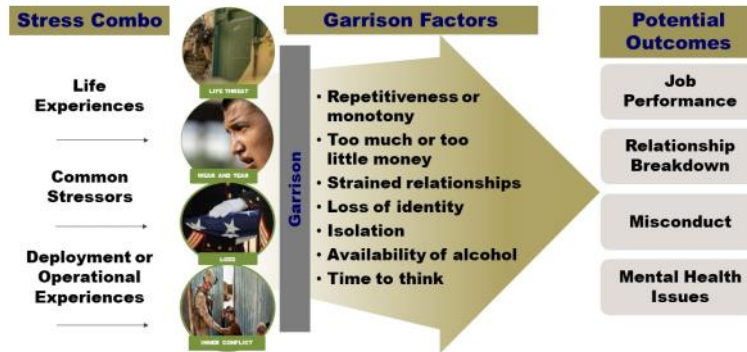 Stress Combo
Life
Experiences
Common
Stressors
Deployment or
Operational
Experiences
LIFE THREAT
WEAR AND TEAR
LOSS
INNER CONFLICT
Garrison
Garrison Factors
• Repetitiveness or
monotony
• Too much or too
little money
• Strained relationships
• Loss of identity
• Isolation
• Availability of alcohol
• Time to think
Potential
Outcomes
Job
Performance
Relationship
Breakdown
Misconduct
Mental Health
Issues